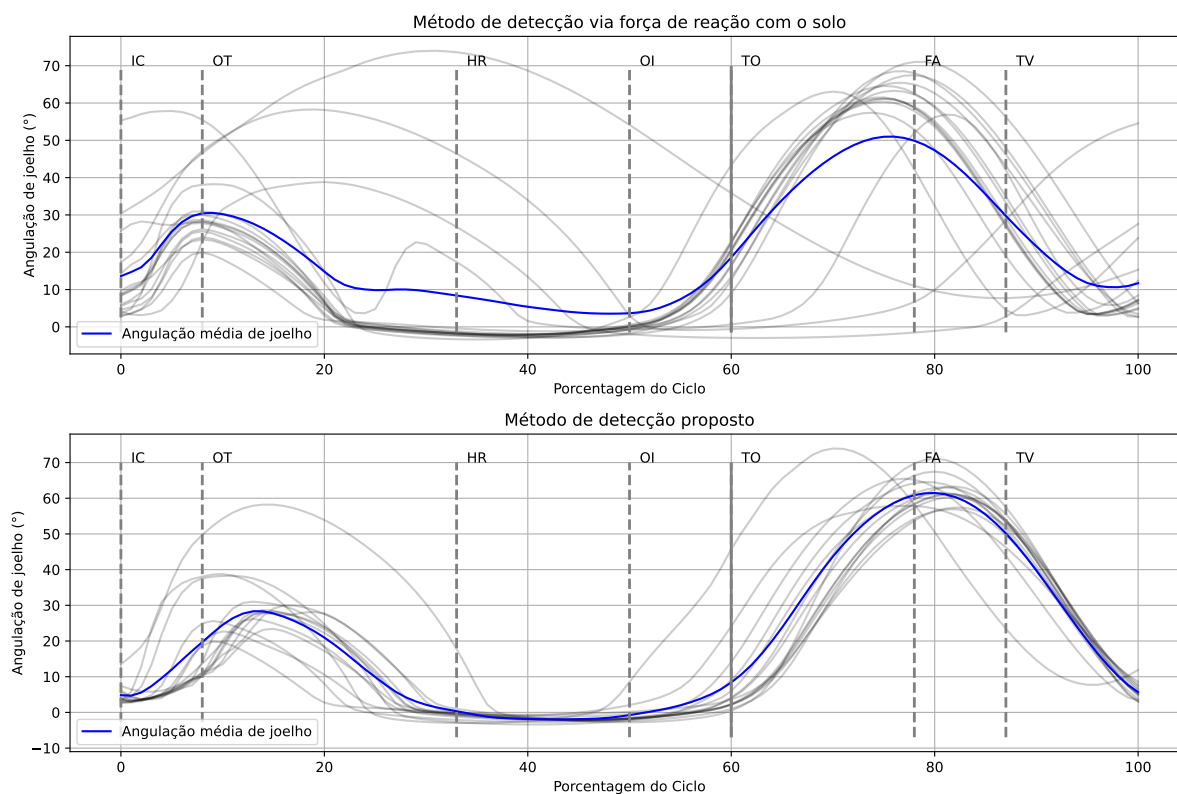 Método de detecção via força de reação com o solo
IC OT HR OI TO FA TV
Angulação de joelho (°)
70
60
50
40
30
20
10
0
Angulação média de joelho
0 20 40 60 80 100
Porcentagem do Ciclo
Método de detecção proposto
IC OT HR OI TO FA TV
Angulação de joelho (°)
70
60
50
40
30
20
10
0
−10
Angulação média de joelho
0 20 40 60 80 100
Porcentagem do Ciclo